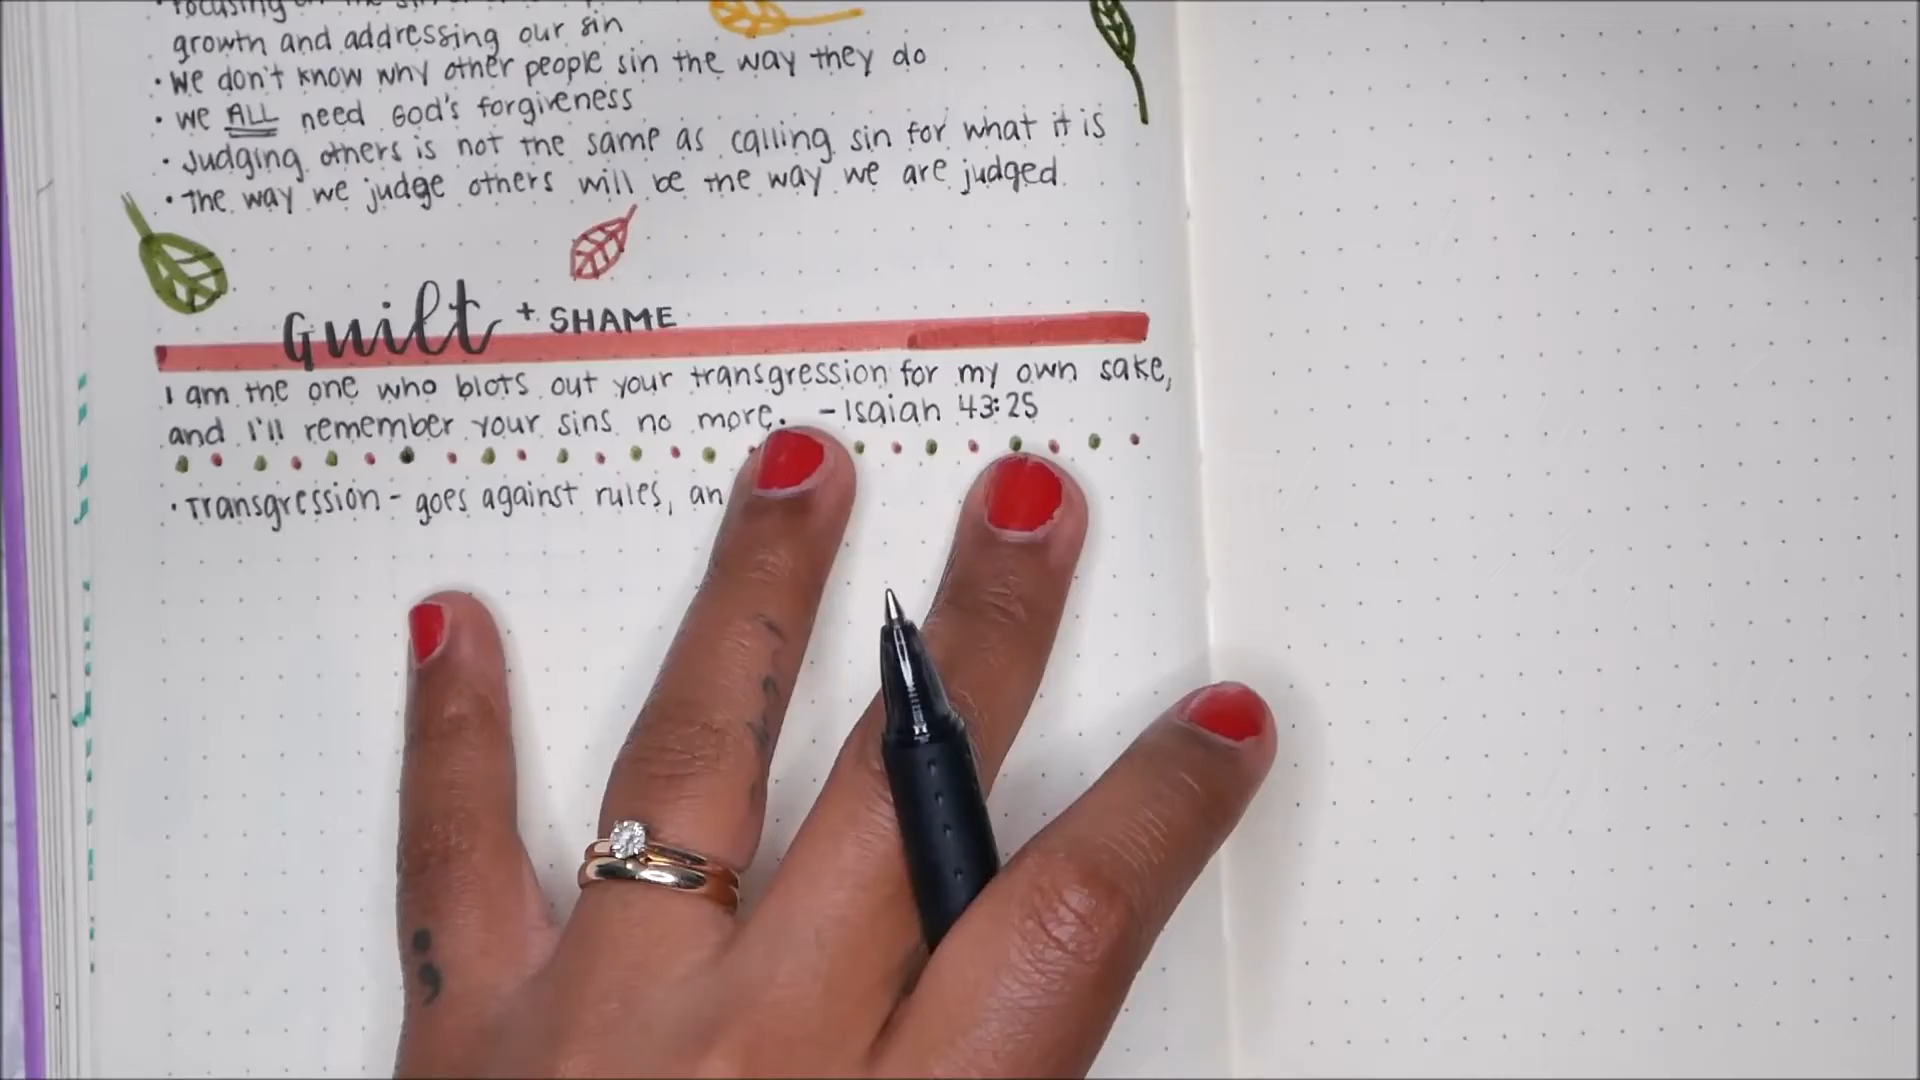 growth and addressing our sin
• we don't know why other people sin the way they do
• we ALL need God's forgiveness
• Judging others is not the same as calling sin for what it is
• The way we judge others will be the way we are judged.
Guilt + SHAME
I am the one who blots out your transgression for my own sake,
and I'll remember your sins no more. - Isaiah 43:25
• Transgression - goes against rules, an